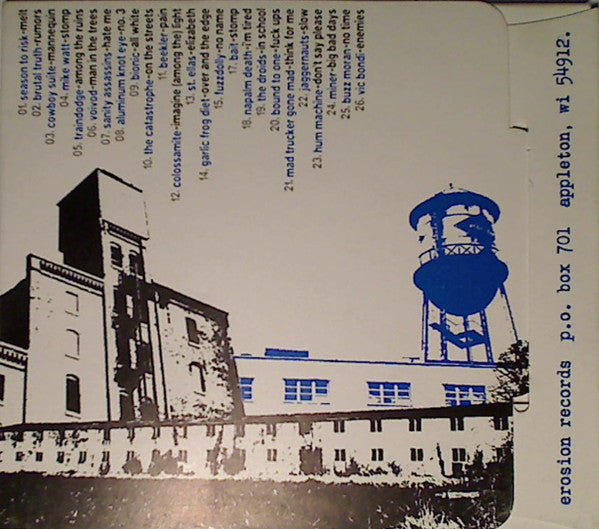 01. season to risk-melt
02. brutal truth-rumors
03. cowboy suite-mannequin
04. mike watt-stomp
05. traindodge-among the ruins
06. voivod-man in the trees
07. sanity assassins-hate me
08. aluminum knot eye-no. 3
09. bionic-all white
10. the catastrophe-on the streets
11. beekler-pain
12. colossamite-imagine (among the) light
13. st. ellas-elizabeth
14. garlic frog diet-over and the edge
15. fuzzdolly-no name
17. bait-stomp
18. napalm death-i'm tired
19. the droids-in school
20. bound to one-fuck ups
21. mad trucker gone mad-think for me
22. jaggernauts-slow
23. hum machine-don't say please
24. miner-big bad days
25. buzz moran-no time
26. vic bondi-enemies
erosion records p.o. box 701 appleton, wi 54912.